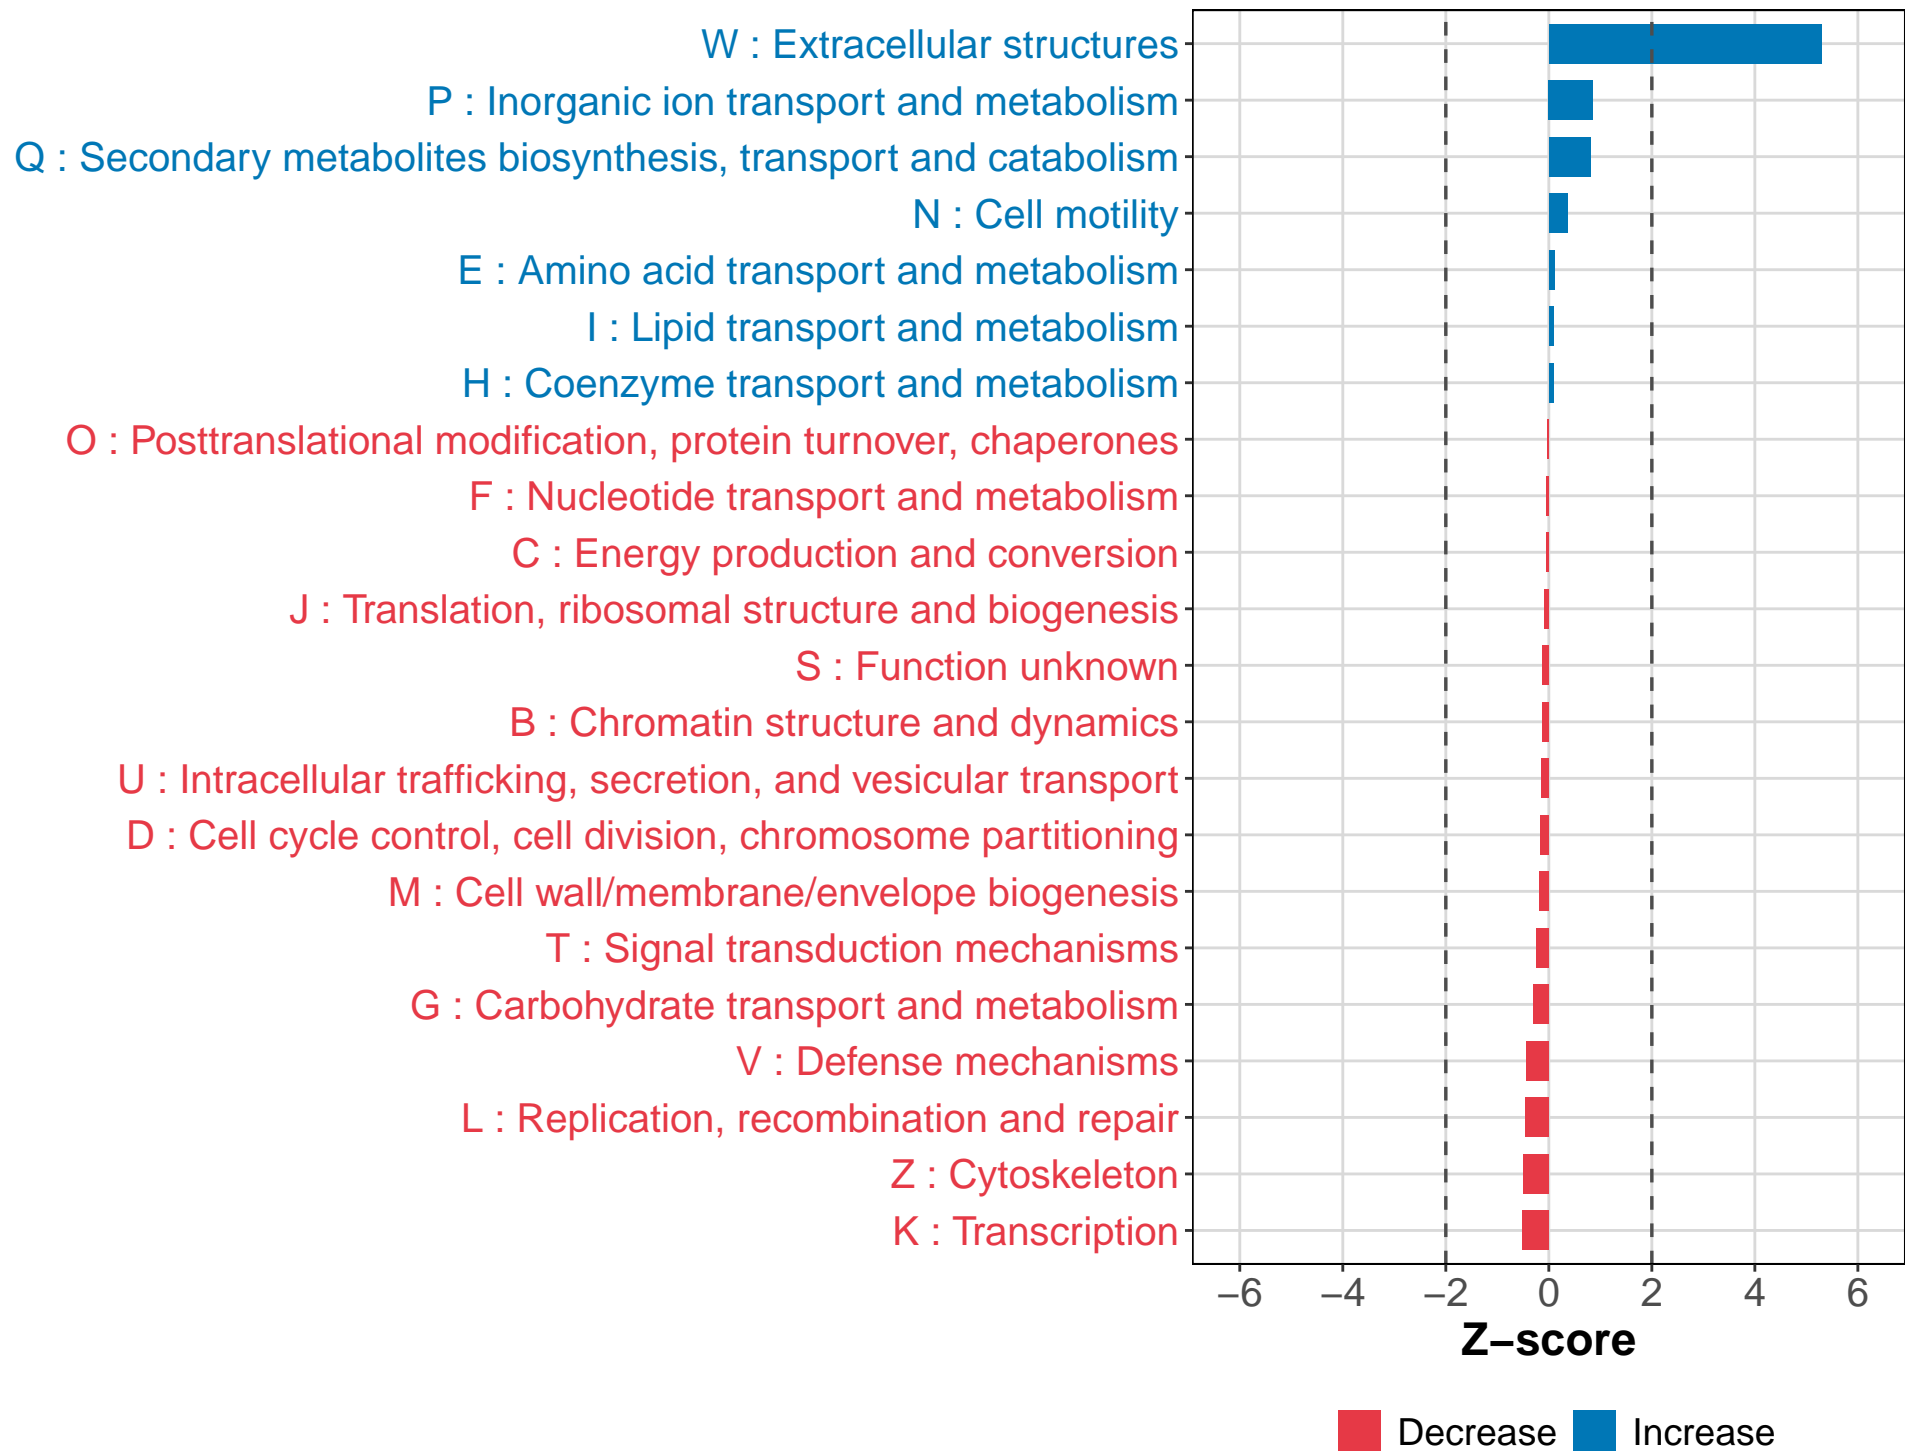 W : Extracellular structures
P : Inorganic ion transport and metabolism
Q : Secondary metabolites biosynthesis, transport and catabolism
N : Cell motility
E : Amino acid transport and metabolism
I : Lipid transport and metabolism
H : Coenzyme transport and metabolism
O : Posttranslational modification, protein turnover, chaperones
F : Nucleotide transport and metabolism
C : Energy production and conversion
J : Translation, ribosomal structure and biogenesis
S : Function unknown
B : Chromatin structure and dynamics
U : Intracellular trafficking, secretion, and vesicular transport
D : Cell cycle control, cell division, chromosome partitioning
M : Cell wall/membrane/envelope biogenesis
T : Signal transduction mechanisms
G : Carbohydrate transport and metabolism
V : Defense mechanisms
L : Replication, recombination and repair
Z : Cytoskeleton
K : Transcription
−6 −4 −2 0 2 4 6
Z−score
Decrease Increase